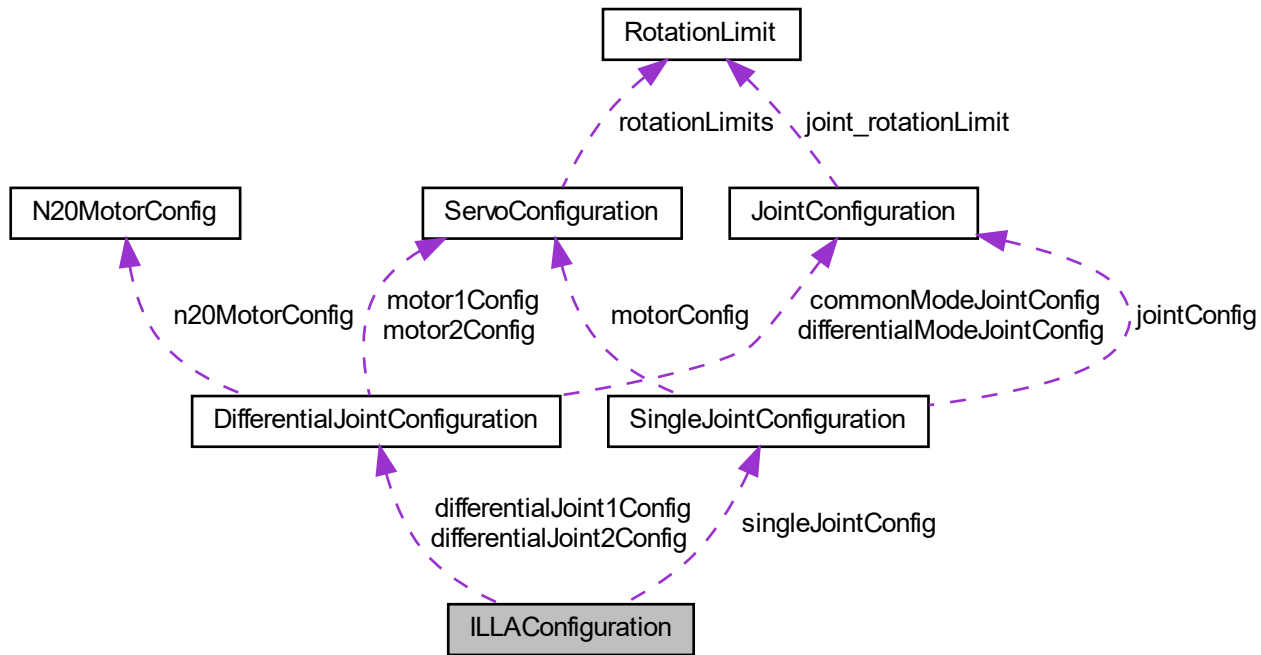 RotationLimit
rotationLimits
joint_rotationLimit
N20MotorConfig
ServoConfiguration
JointConfiguration
n20MotorConfig
motor1Config
motor2Config
motorConfig
commonModeJointConfig
differentialModeJointConfig
jointConfig
DifferentialJointConfiguration
SingleJointConfiguration
differentialJoint1Config
differentialJoint2Config
singleJointConfig
ILLAConfiguration